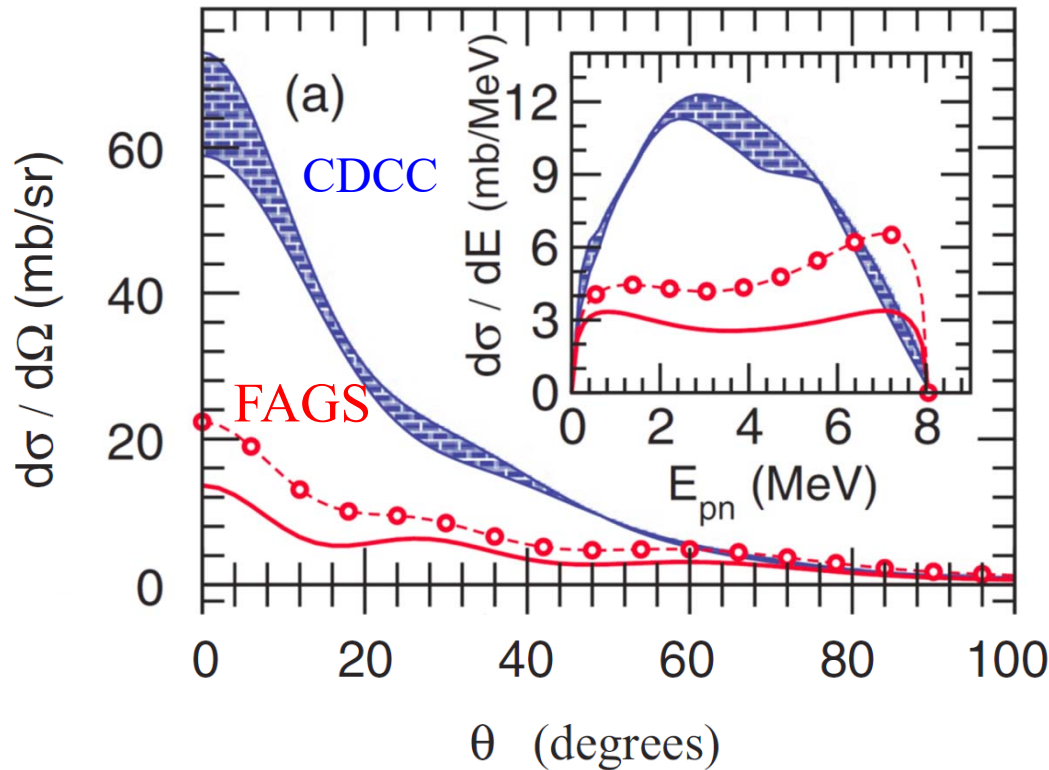 (a)
CDCC
FAGS
dσ / dΩ (mb/sr)
60
40
20
0
0 20 40 60 80 100
θ (degrees)
dσ / dE (mb/MeV)
12
9
6
3
0
0 2 4 6 8
E_pn (MeV)